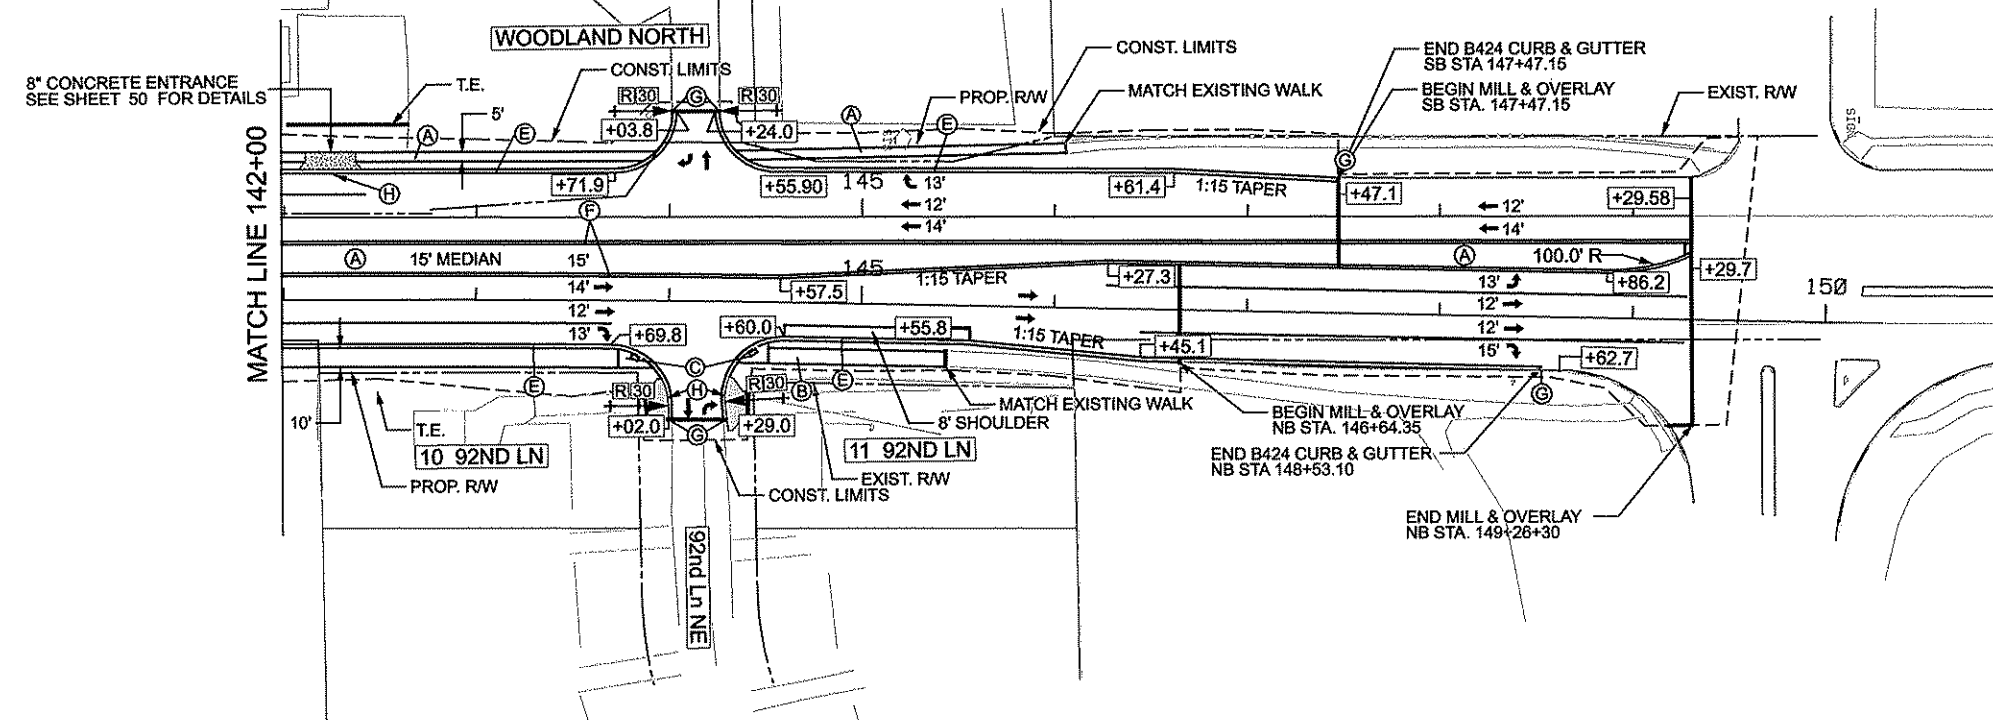 WOODLAND NORTH
CONST. LIMITS
END B424 CURB & GUTTER
SB STA 147+47.15
8" CONCRETE ENTRANCE
SEE SHEET 50 FOR DETAILS
T.E.
CONST. LIMITS
R 30
G
R 30
PROP. R/W
MATCH EXISTING WALK
BEGIN MILL & OVERLAY
SB STA. 147+47.15
EXIST. R/W
5'
A
E
+03.8
+24.0
A
E
SIGN
MATCH LINE 142+00
H
+71.9
+55.90
145
13'
+61.4
1:15 TAPER
G
+47.1
+29.58
F
12'
12'
14'
14'
A
15' MEDIAN
15'
145
1:15 TAPER
+27.3
A
100.0' R
+29.7
14'
+57.5
13'
+86.2
150
12'
12'
13'
+69.8
+60.0
+55.8
1:15 TAPER
12'
+45.1
15'
+62.7
E
C
R 30
H
R 30
B
E
G
10'
T.E.
+02.0
G
+29.0
MATCH EXISTING WALK
8' SHOULDER
BEGIN MILL & OVERLAY
NB STA. 146+64.35
10 92ND LN
11 92ND LN
END B424 CURB & GUTTER
NB STA 148+53.10
PROP. R/W
EXIST. R/W
CONST. LIMITS
END MILL & OVERLAY
NB STA. 149+26+30
92nd Ln NE